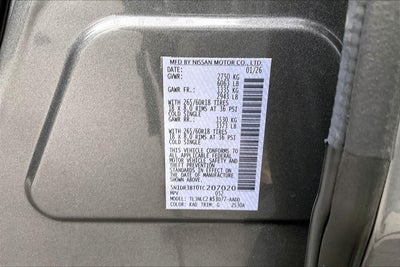 MFD BY NISSAN MOTOR CO., LTD.
DATE: 01/26
GVWR: 2750 KG
6063 LB
GAWR FR.: 1335 KG
2943 LB
WITH 265/60R18 TIRES
18 X 8.0 RIMS AT 36 PSI
COLD SINGLE
GAWR RR.: 1530 KG
3373 LB
WITH 265/60R18 TIRES
18 X 8.0 RIMS AT 36 PSI
COLD SINGLE
THIS VEHICLE CONFORMS TO
ALL APPLICABLE FEDERAL
MOTOR VEHICLE SAFETY AND
THEFT PREVENTION STANDARDS
IN EFFECT ON THE DATE OF
MANUFACTURE SHOWN ABOVE.
207020
MPV
MODEL:
COLOR: KAD TRIM: G